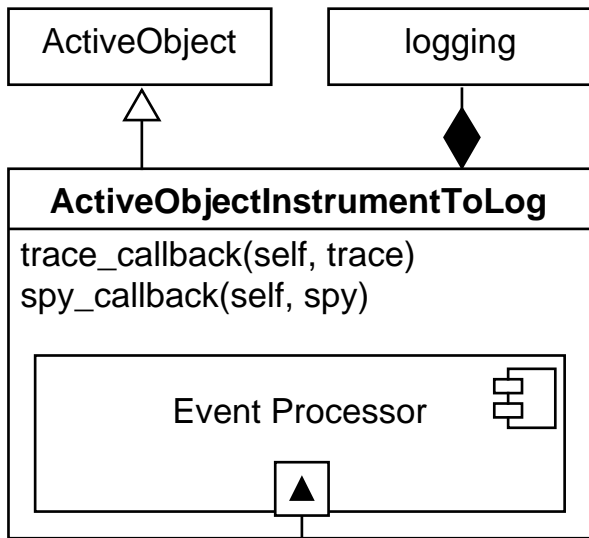 ActiveObject
logging
ActiveObjectInstrumentToLog
trace_callback(self, trace)
spy_callback(self, spy)
Event Processor